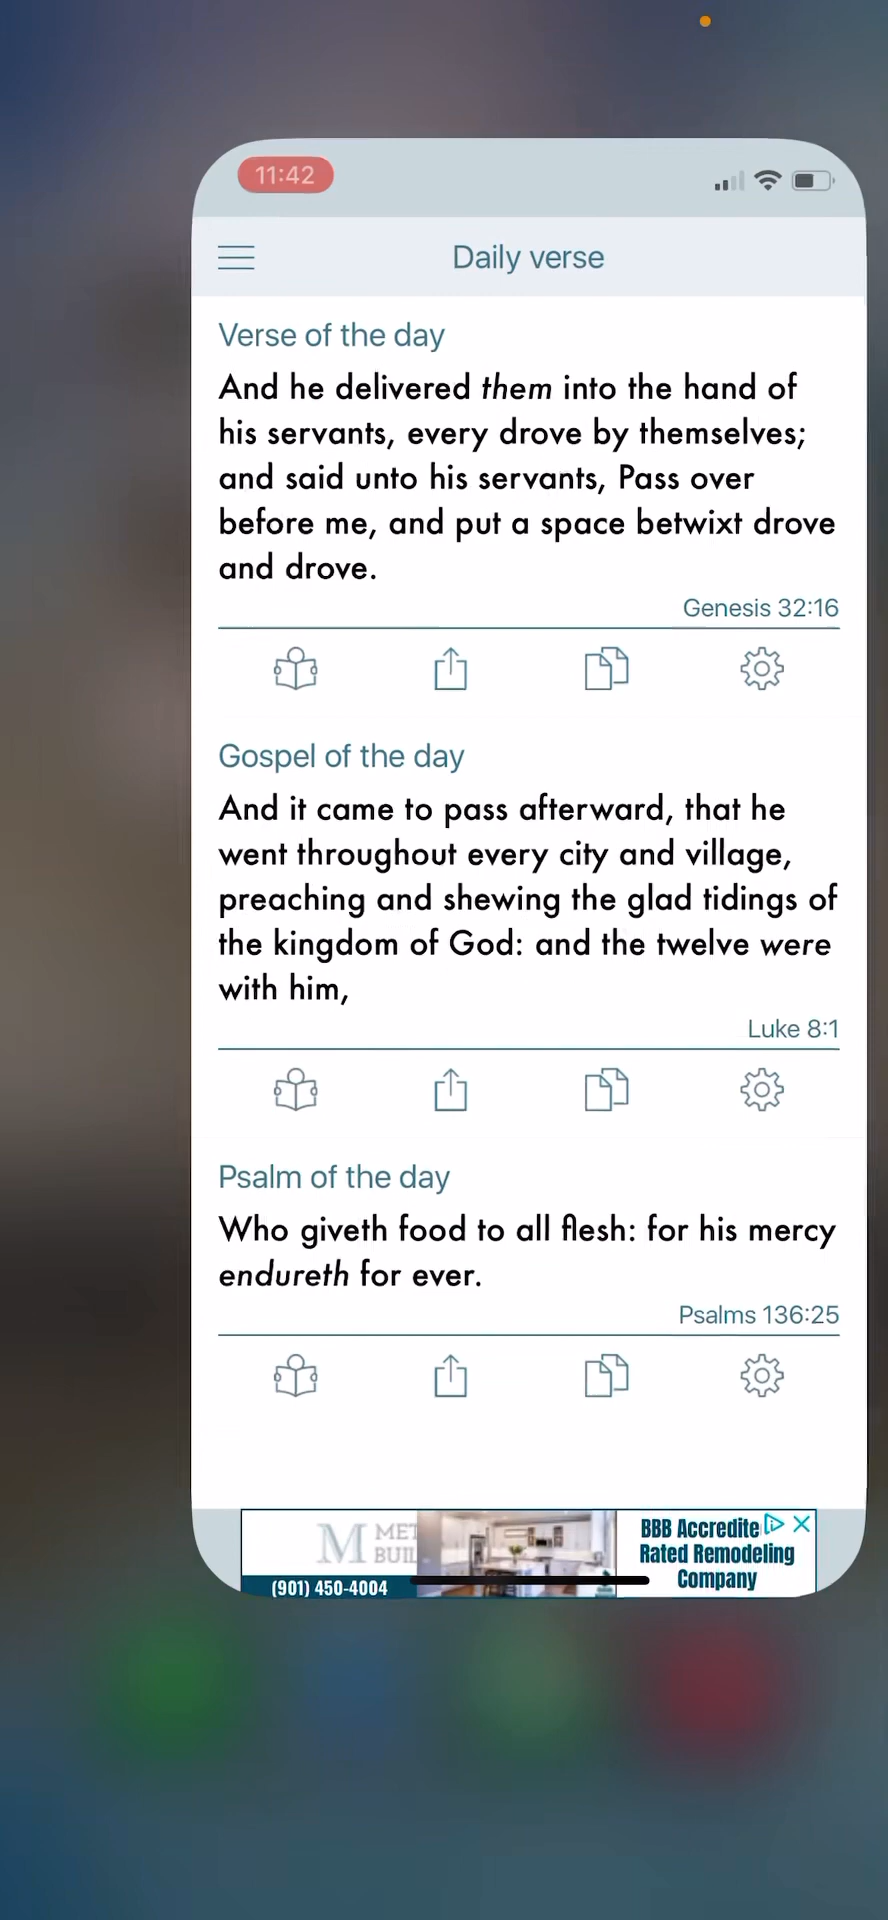 11:42
Daily verse
Verse of the day
And he delivered them into the hand of
his servants, every drove by themselves;
and said unto his servants, Pass over
before me, and put a space betwixt drove
and drove.
Genesis 32:16
Gospel of the day
And it came to pass afterward, that he
went throughout every city and village,
preaching and shewing the glad tidings of
the kingdom of God: and the twelve were
with him,
Luke 8:1
Psalm of the day
Who giveth food to all flesh: for his mercy
endureth for ever.
Psalms 136:25
M
(901) 450-4004
BBB Accredite
Rated Remodeling
Company